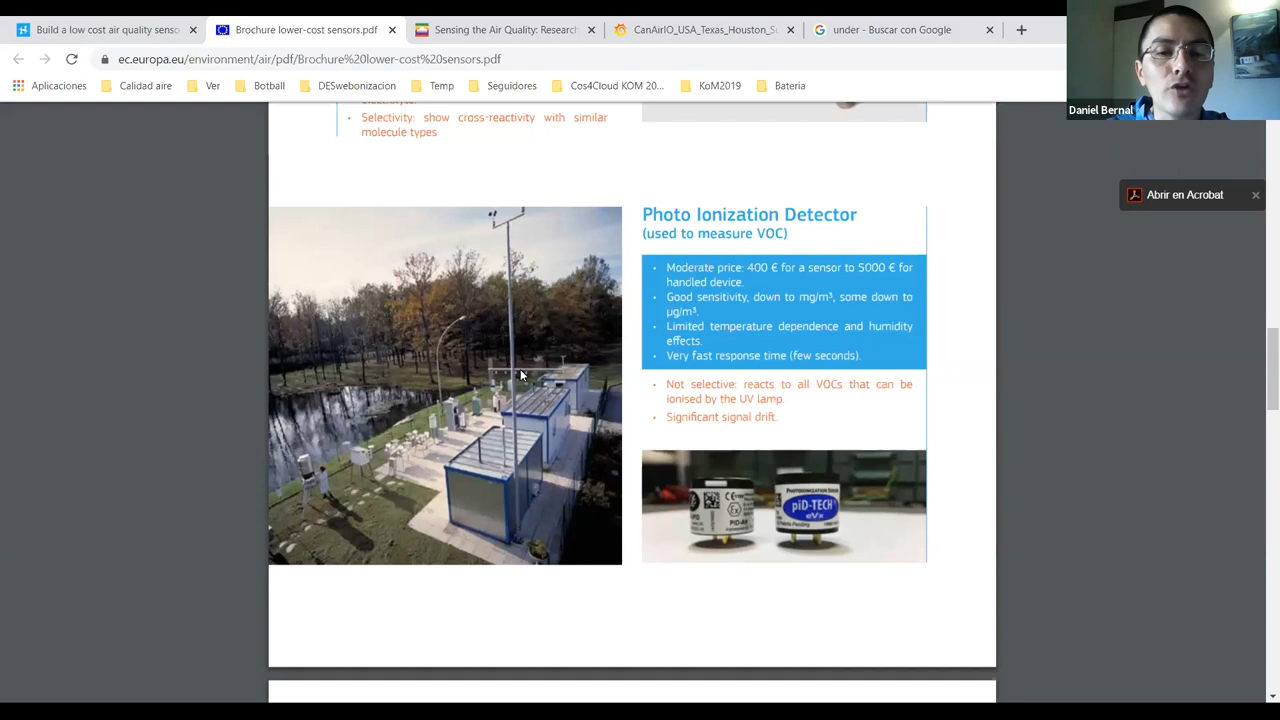 Build a low cost air quality senso
Brochure lower-cost sensors.pdf
Sensing the Air Quality: Research
CanAirIO_USA_Texas_Houston_Su
under - Buscar con Google
ec.europa.eu/environment/air/pdf/Brochure%20lower-cost%20sensors.pdf
Aplicaciones
Calidad aire
Ver
Botball
DESwebonizacion
Temp
Seguidores
Cos4Cloud KOM 20...
KoM2019
Bateria
Daniel Bernal
Abrir en Acrobat
• Selectivity: show cross-reactivity with similar
molecule types
Photo Ionization Detector
(used to measure VOC)
• Moderate price: 400 € for a sensor to 5000 € for
handled device.
• Good sensitivity, down to mg/m³, some down to
µg/m³.
• Limited temperature dependence and humidity
effects.
• Very fast response time (few seconds).
• Not selective: reacts to all VOCs that can be
ionised by the UV lamp.
• Significant signal drift.
PID-AH
PHOTOIONIZATION SENSOR
piD-TECH
eVx